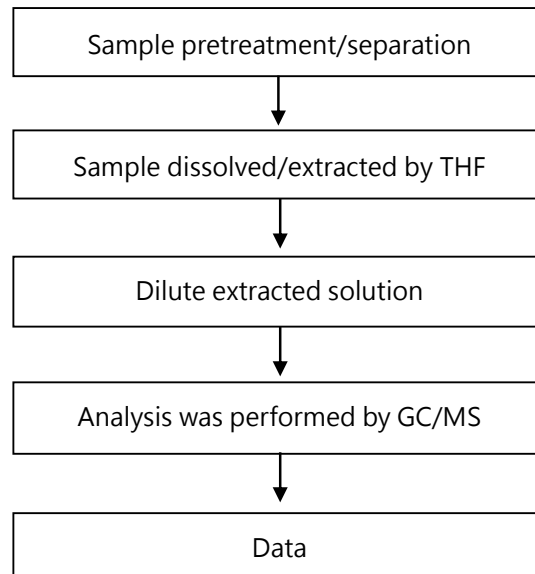 Sample pretreatment/separation
Sample dissolved/extracted by THF
Dilute extracted solution
Analysis was performed by GC/MS
Data